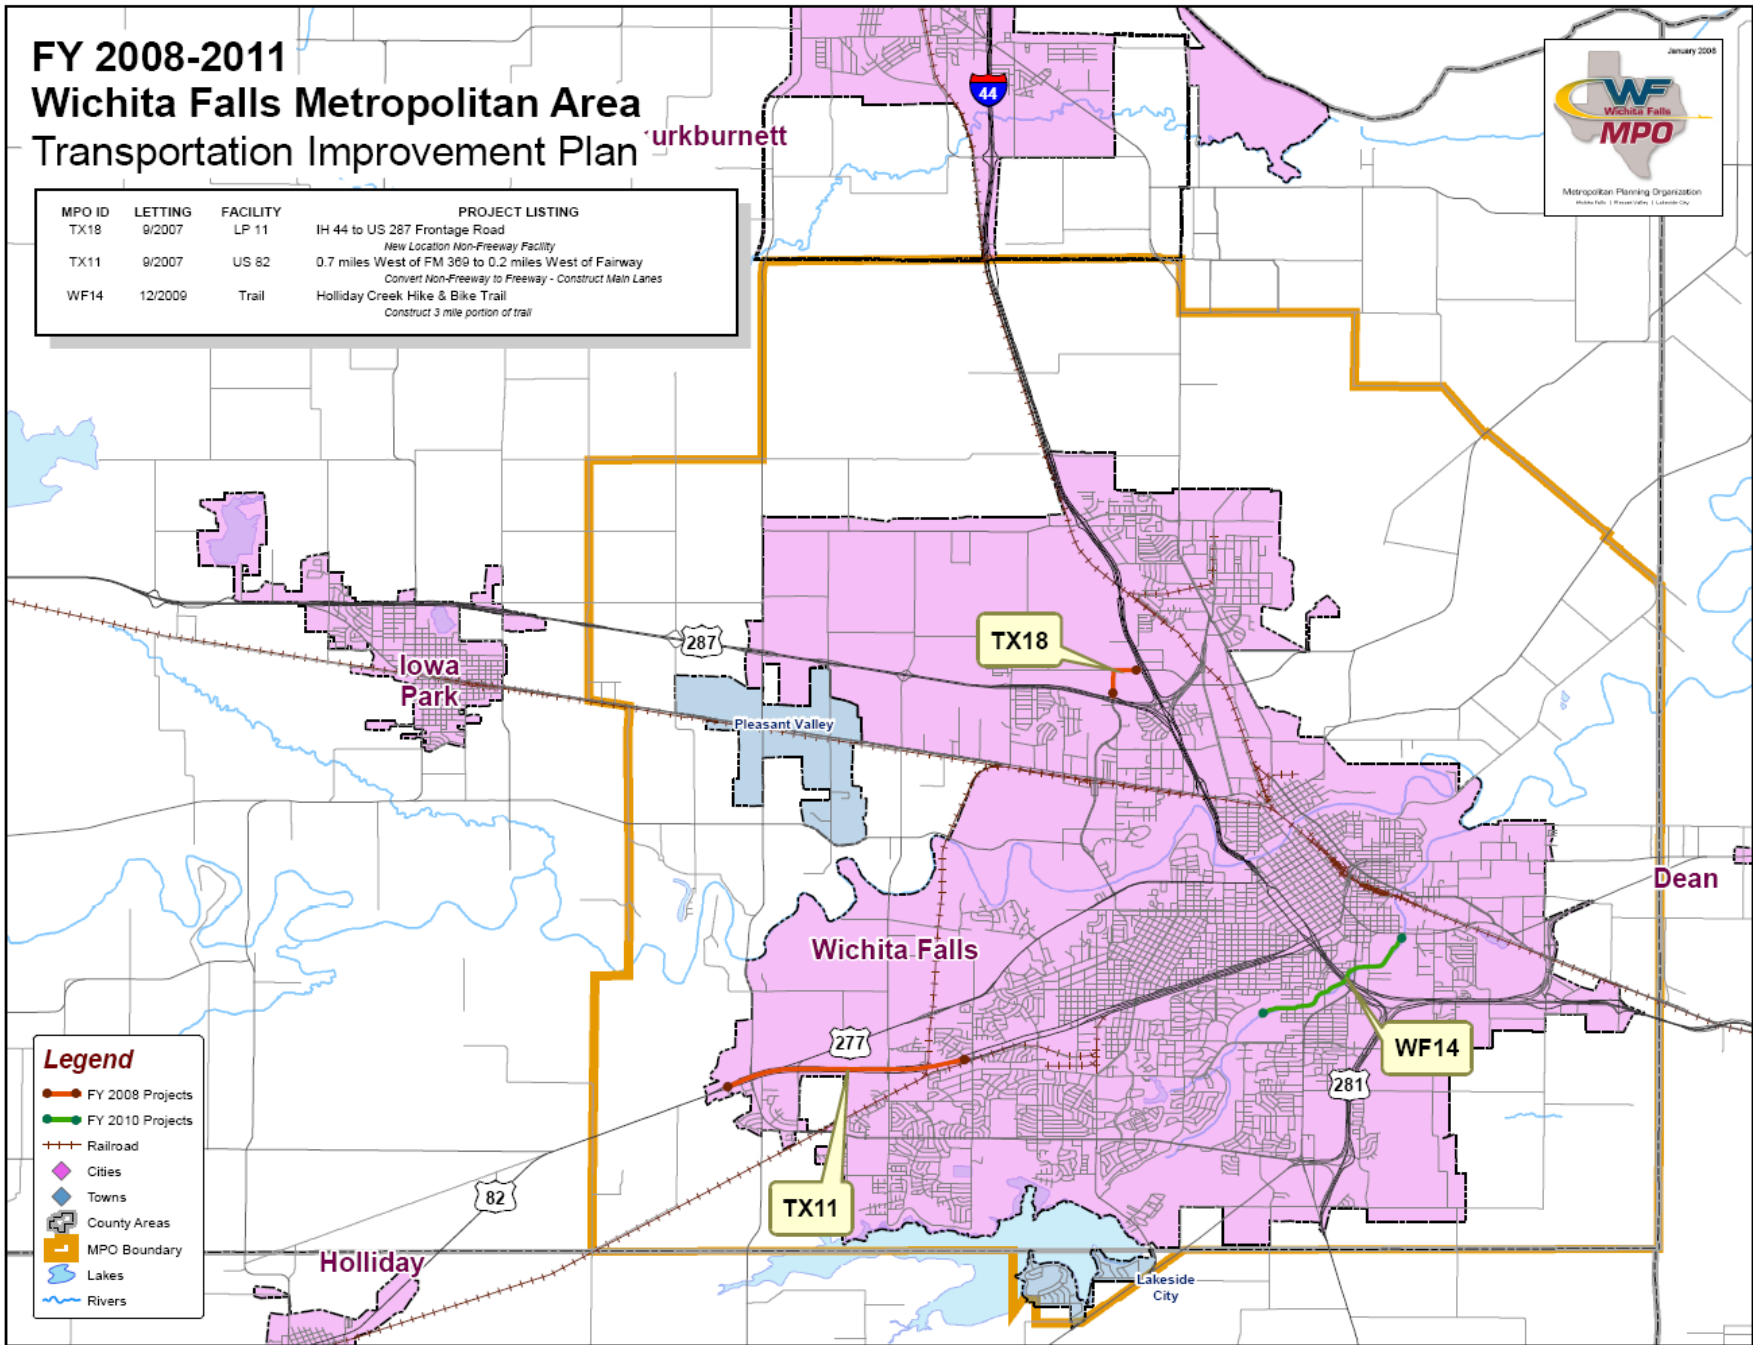 FY 2008-2011
Wichita Falls Metropolitan Area
Transportation Improvement Plan
MPO ID LETTING FACILITY PROJECT LISTING
TX18 9/2007 LP 11 IH 44 to US 287 Frontage Road
New Location Non-Freeway Facility
TX11 9/2007 US 82 0.7 miles West of FM 369 to 0.2 miles West of Fairway
Convert Non-Freeway to Freeway - Construct Main Lanes
WF14 12/2009 Trail Holliday Creek Hike & Bike Trail
Construct 3 mile portion of trail
January 2008
WF
Wichita Falls
MPO
Metropolitan Planning Organization
Wichita Falls | Pleasant Valley | Lakeside City
44
urkburnett
TX18
287
Iowa
Park
Pleasant Valley
Dean
Wichita Falls
277
WF14
281
TX11
82
Holliday
Lakeside
City
Legend
FY 2008 Projects
FY 2010 Projects
Railroad
Cities
Towns
County Areas
MPO Boundary
Lakes
Rivers